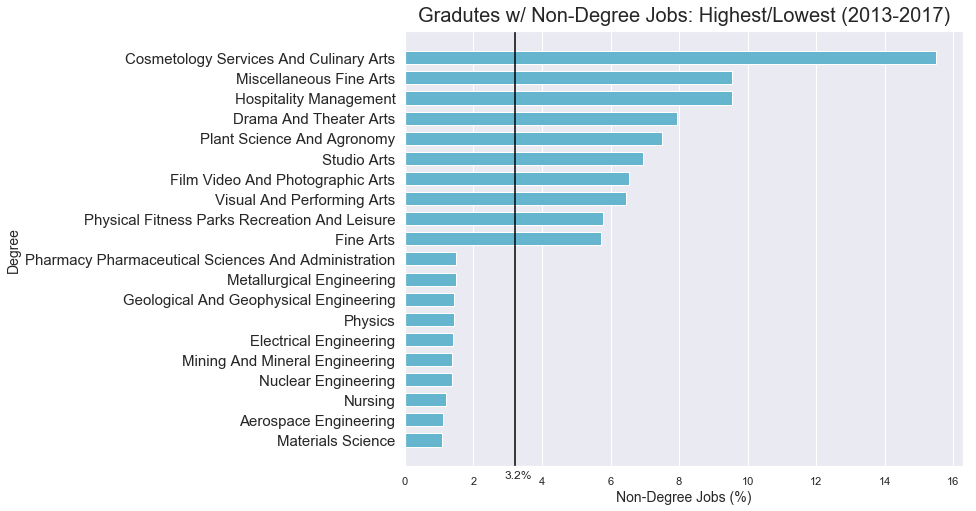 Gradutes w/ Non-Degree Jobs: Highest/Lowest (2013-2017)
Cosmetology Services And Culinary Arts
Miscellaneous Fine Arts
Hospitality Management
Drama And Theater Arts
Plant Science And Agronomy
Studio Arts
Film Video And Photographic Arts
Visual And Performing Arts
Physical Fitness Parks Recreation And Leisure
Fine Arts
Pharmacy Pharmaceutical Sciences And Administration
Metallurgical Engineering
Geological And Geophysical Engineering
Physics
Electrical Engineering
Mining And Mineral Engineering
Nuclear Engineering
Nursing
Aerospace Engineering
Materials Science
Degree
3.2%
0 2 4 6 8 10 12 14 16
Non-Degree Jobs (%)